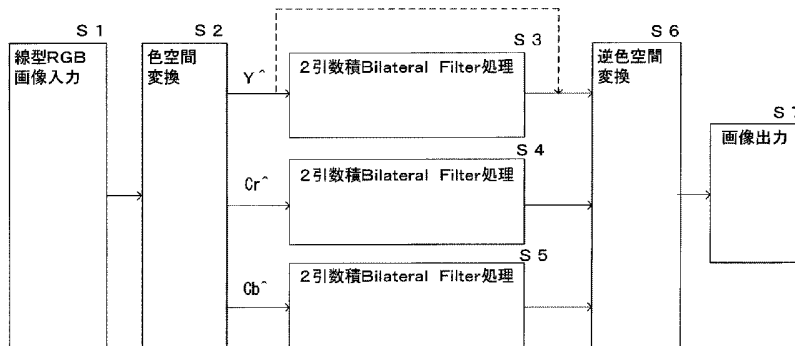 S 1
線型RGB
画像入力
S 2
色空間
変換
Y^
S 3
2引数積Bilateral Filter処理
Cr^
S 4
2引数積Bilateral Filter処理
Cb^
S 5
2引数積Bilateral Filter処理
S 6
逆色空間
変換
S 7
画像出力